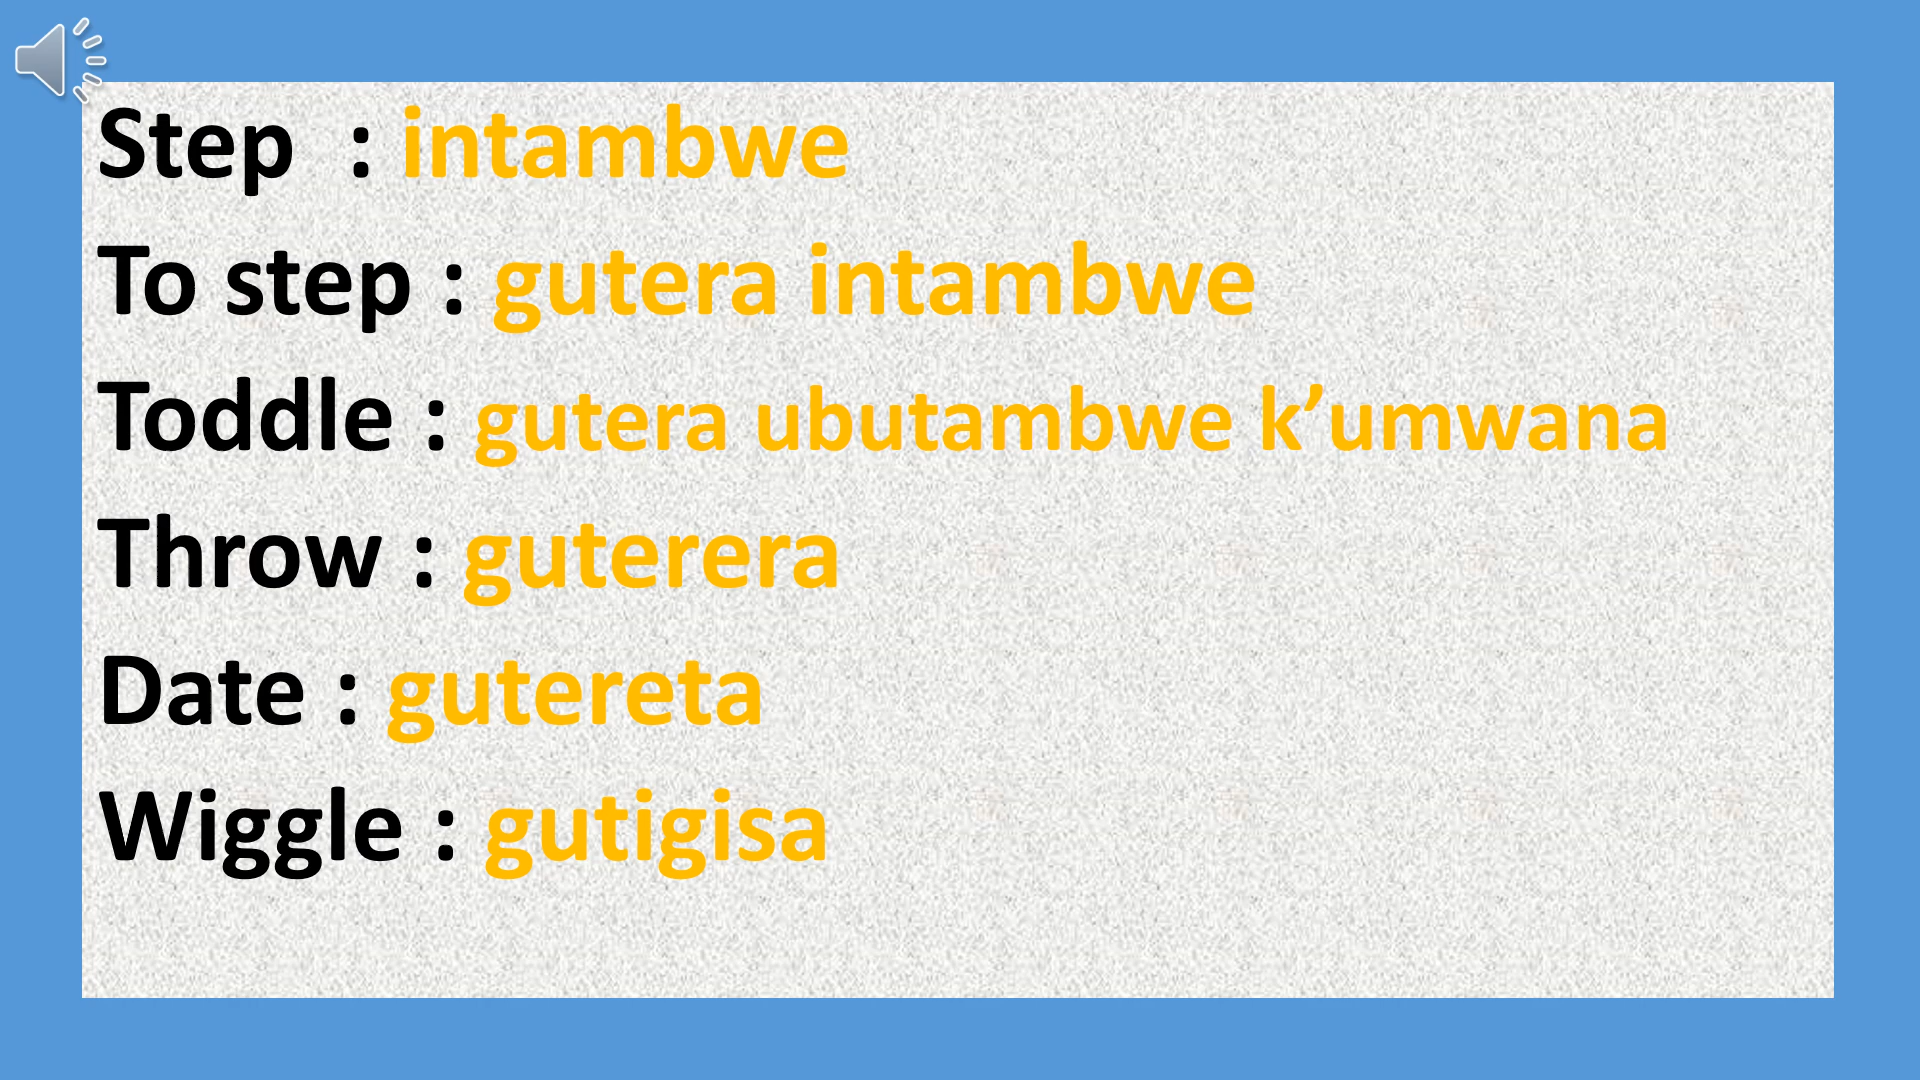 Step : intambwe
To step : gutera intambwe
Toddle : gutera ubutambwe k’umwana
Throw : guterera
Date : gutereta
Wiggle : gutigisa